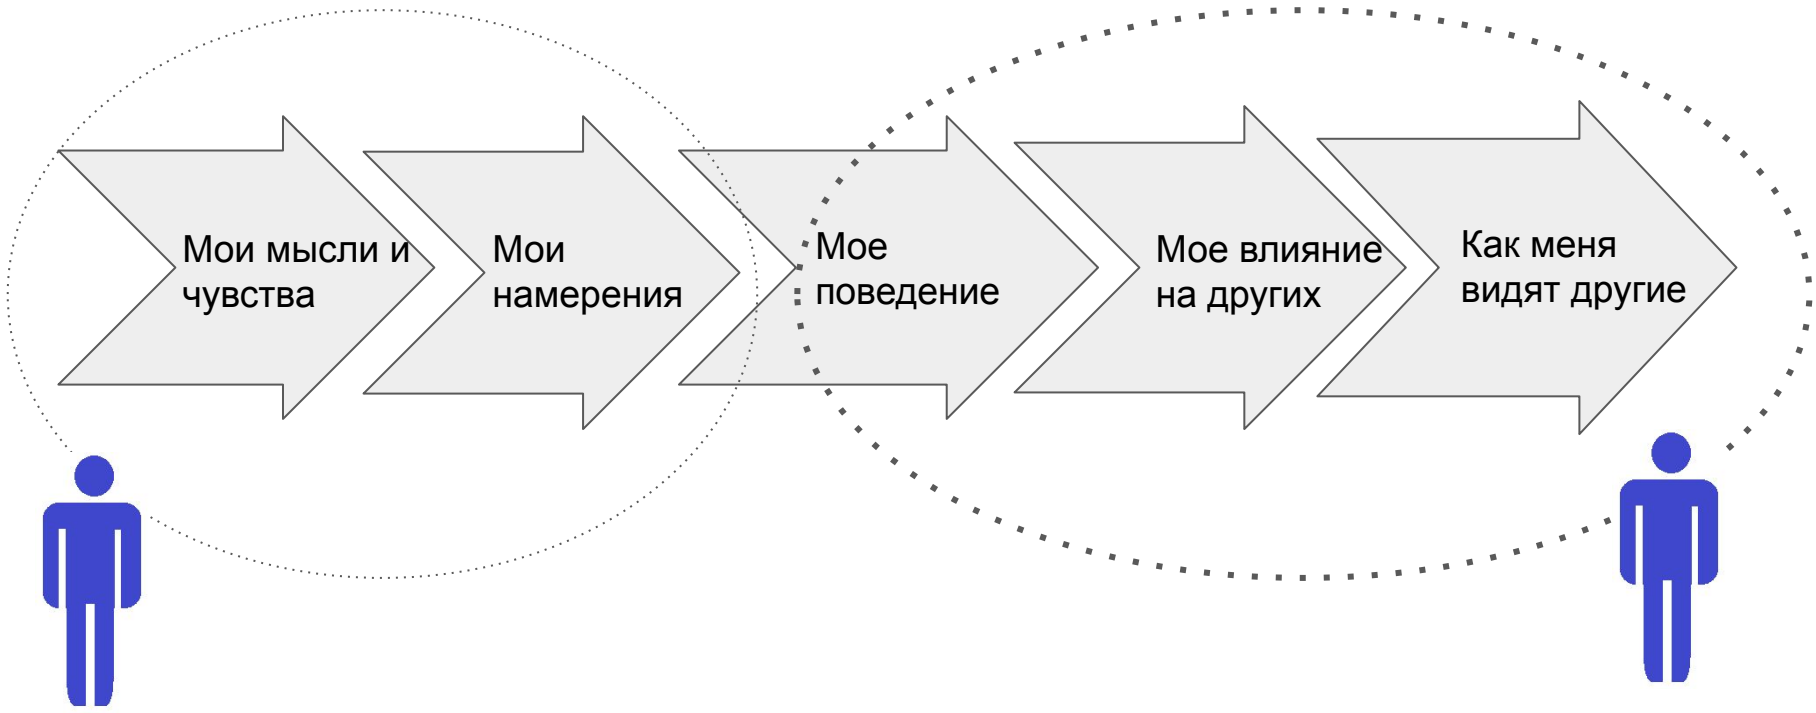 Мои мысли и
чувства
Мои
намерения
Мое
поведение
Мое влияние
на других
Как меня
видят другие